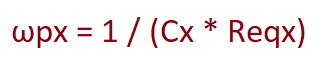 ωpx = 1 / (Cx * Reqx)